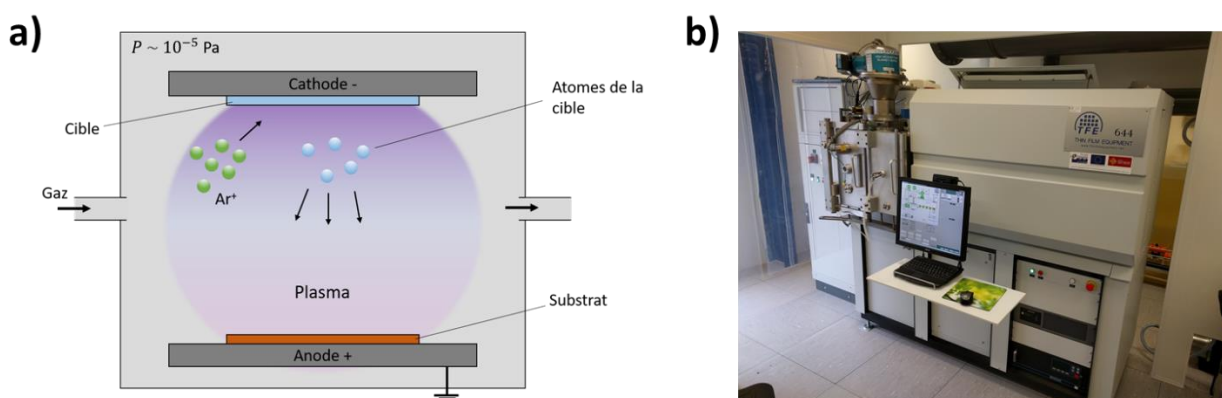 a)
P ~ 10⁻⁵ Pa
Cathode -
Cible
Atomes de la
cible
Gaz
Ar⁺
Plasma
Substrat
Anode +
b)
TFE
644
THIN FILM EQUIPMENT